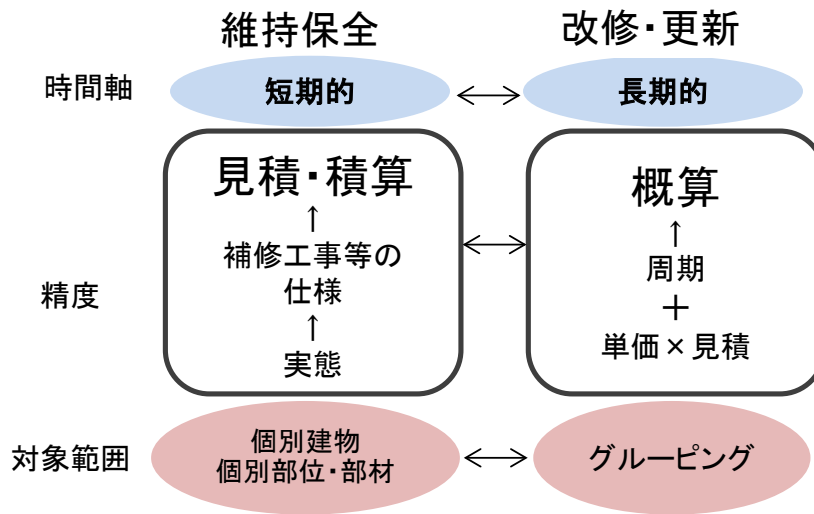 維持保全 改修・更新
時間軸 短期的 ↔ 長期的
見積・積算 概算
↑ ↑
補修工事等の 周期
仕様 ＋
精度 ↔
↑ 単価×見積
実態
対象範囲 個別建物 ↔ グルーピング
個別部位・部材